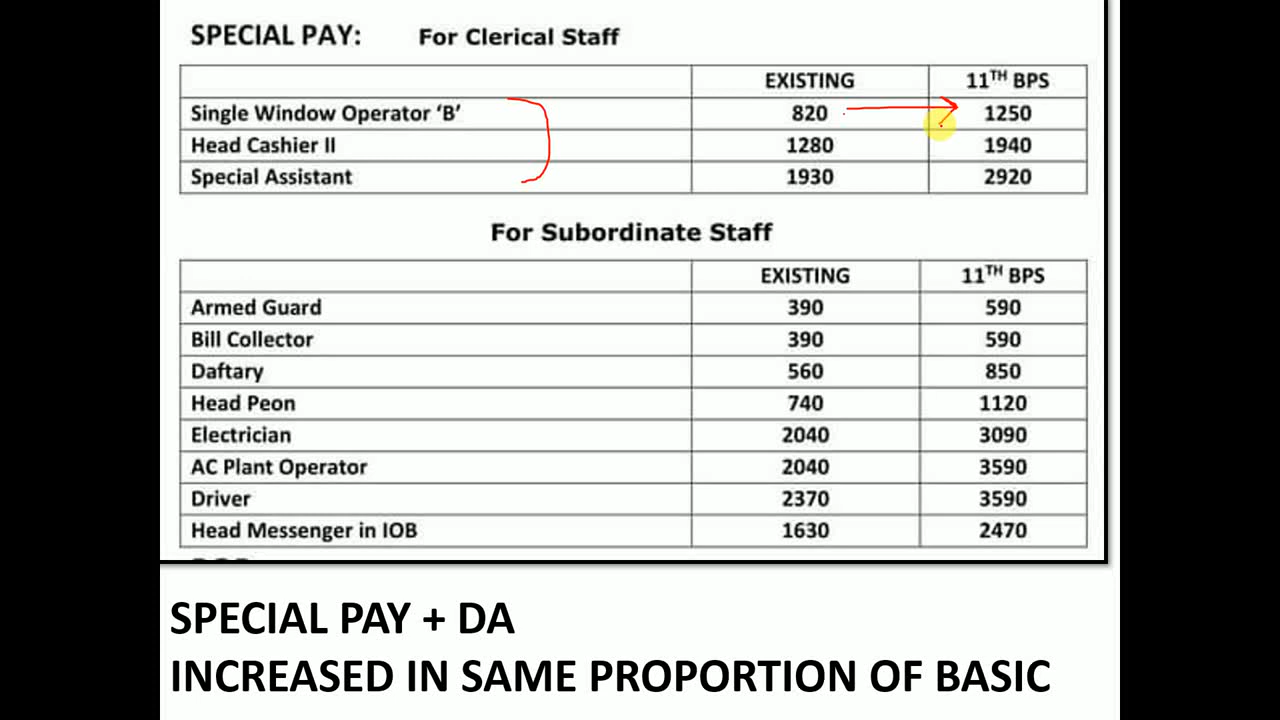 SPECIAL PAY: For Clerical Staff
EXISTING 11TH BPS
Single Window Operator ‘B’ 820 1250
Head Cashier II 1280 1940
Special Assistant 1930 2920
For Subordinate Staff
EXISTING 11TH BPS
Armed Guard 390 590
Bill Collector 390 590
Daftary 560 850
Head Peon 740 1120
Electrician 2040 3090
AC Plant Operator 2040 3590
Driver 2370 3590
Head Messenger in IOB 1630 2470
SPECIAL PAY + DA
INCREASED IN SAME PROPORTION OF BASIC